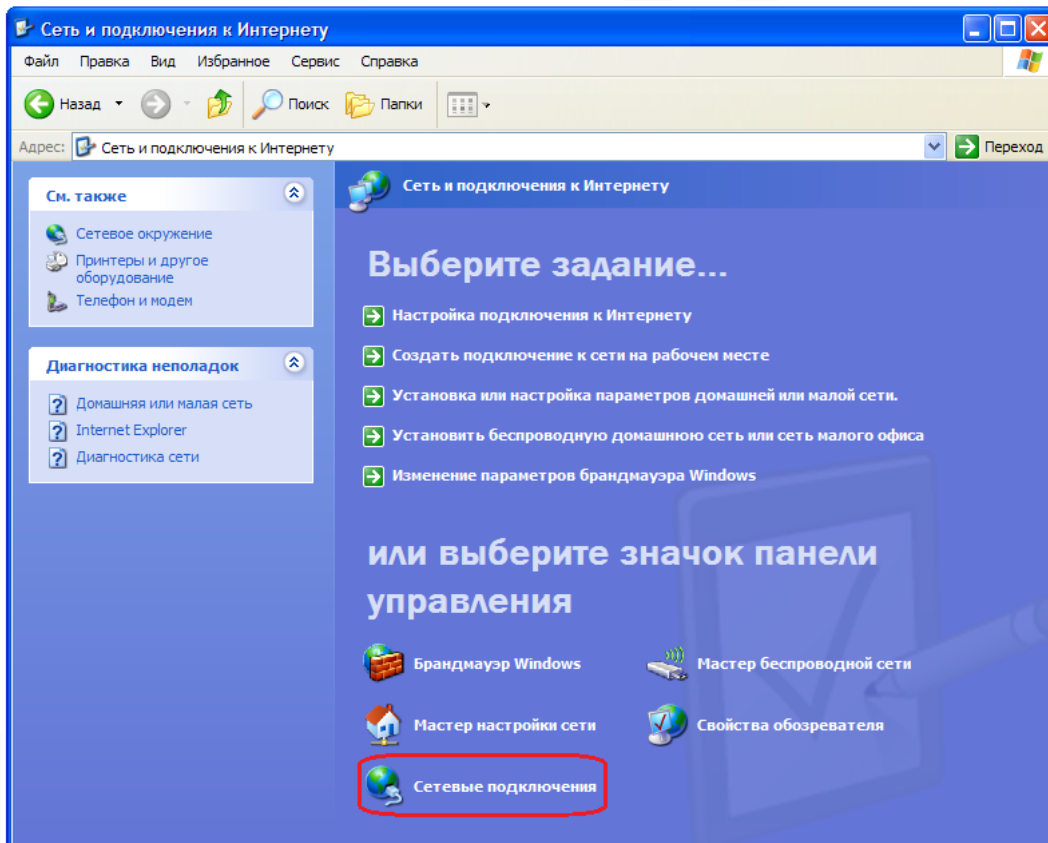 Сеть и подключения к Интернету
Файл Правка Вид Избранное Сервис Справка
Назад Поиск Папки
Адрес: Сеть и подключения к Интернету Переход
См. также
Сетевое окружение
Принтеры и другое
оборудование
Телефон и модем
Диагностика неполадок
Домашняя или малая сеть
Internet Explorer
Диагностика сети
Сеть и подключения к Интернету
Выберите задание...
Настройка подключения к Интернету
Создать подключение к сети на рабочем месте
Установка или настройка параметров домашней или малой сети.
Установить беспроводную домашнюю сеть или сеть малого офиса
Изменение параметров брандмауэра Windows
или выберите значок панели
управления
Брандмауэр Windows
Мастер беспроводной сети
Мастер настройки сети
Свойства обозревателя
Сетевые подключения